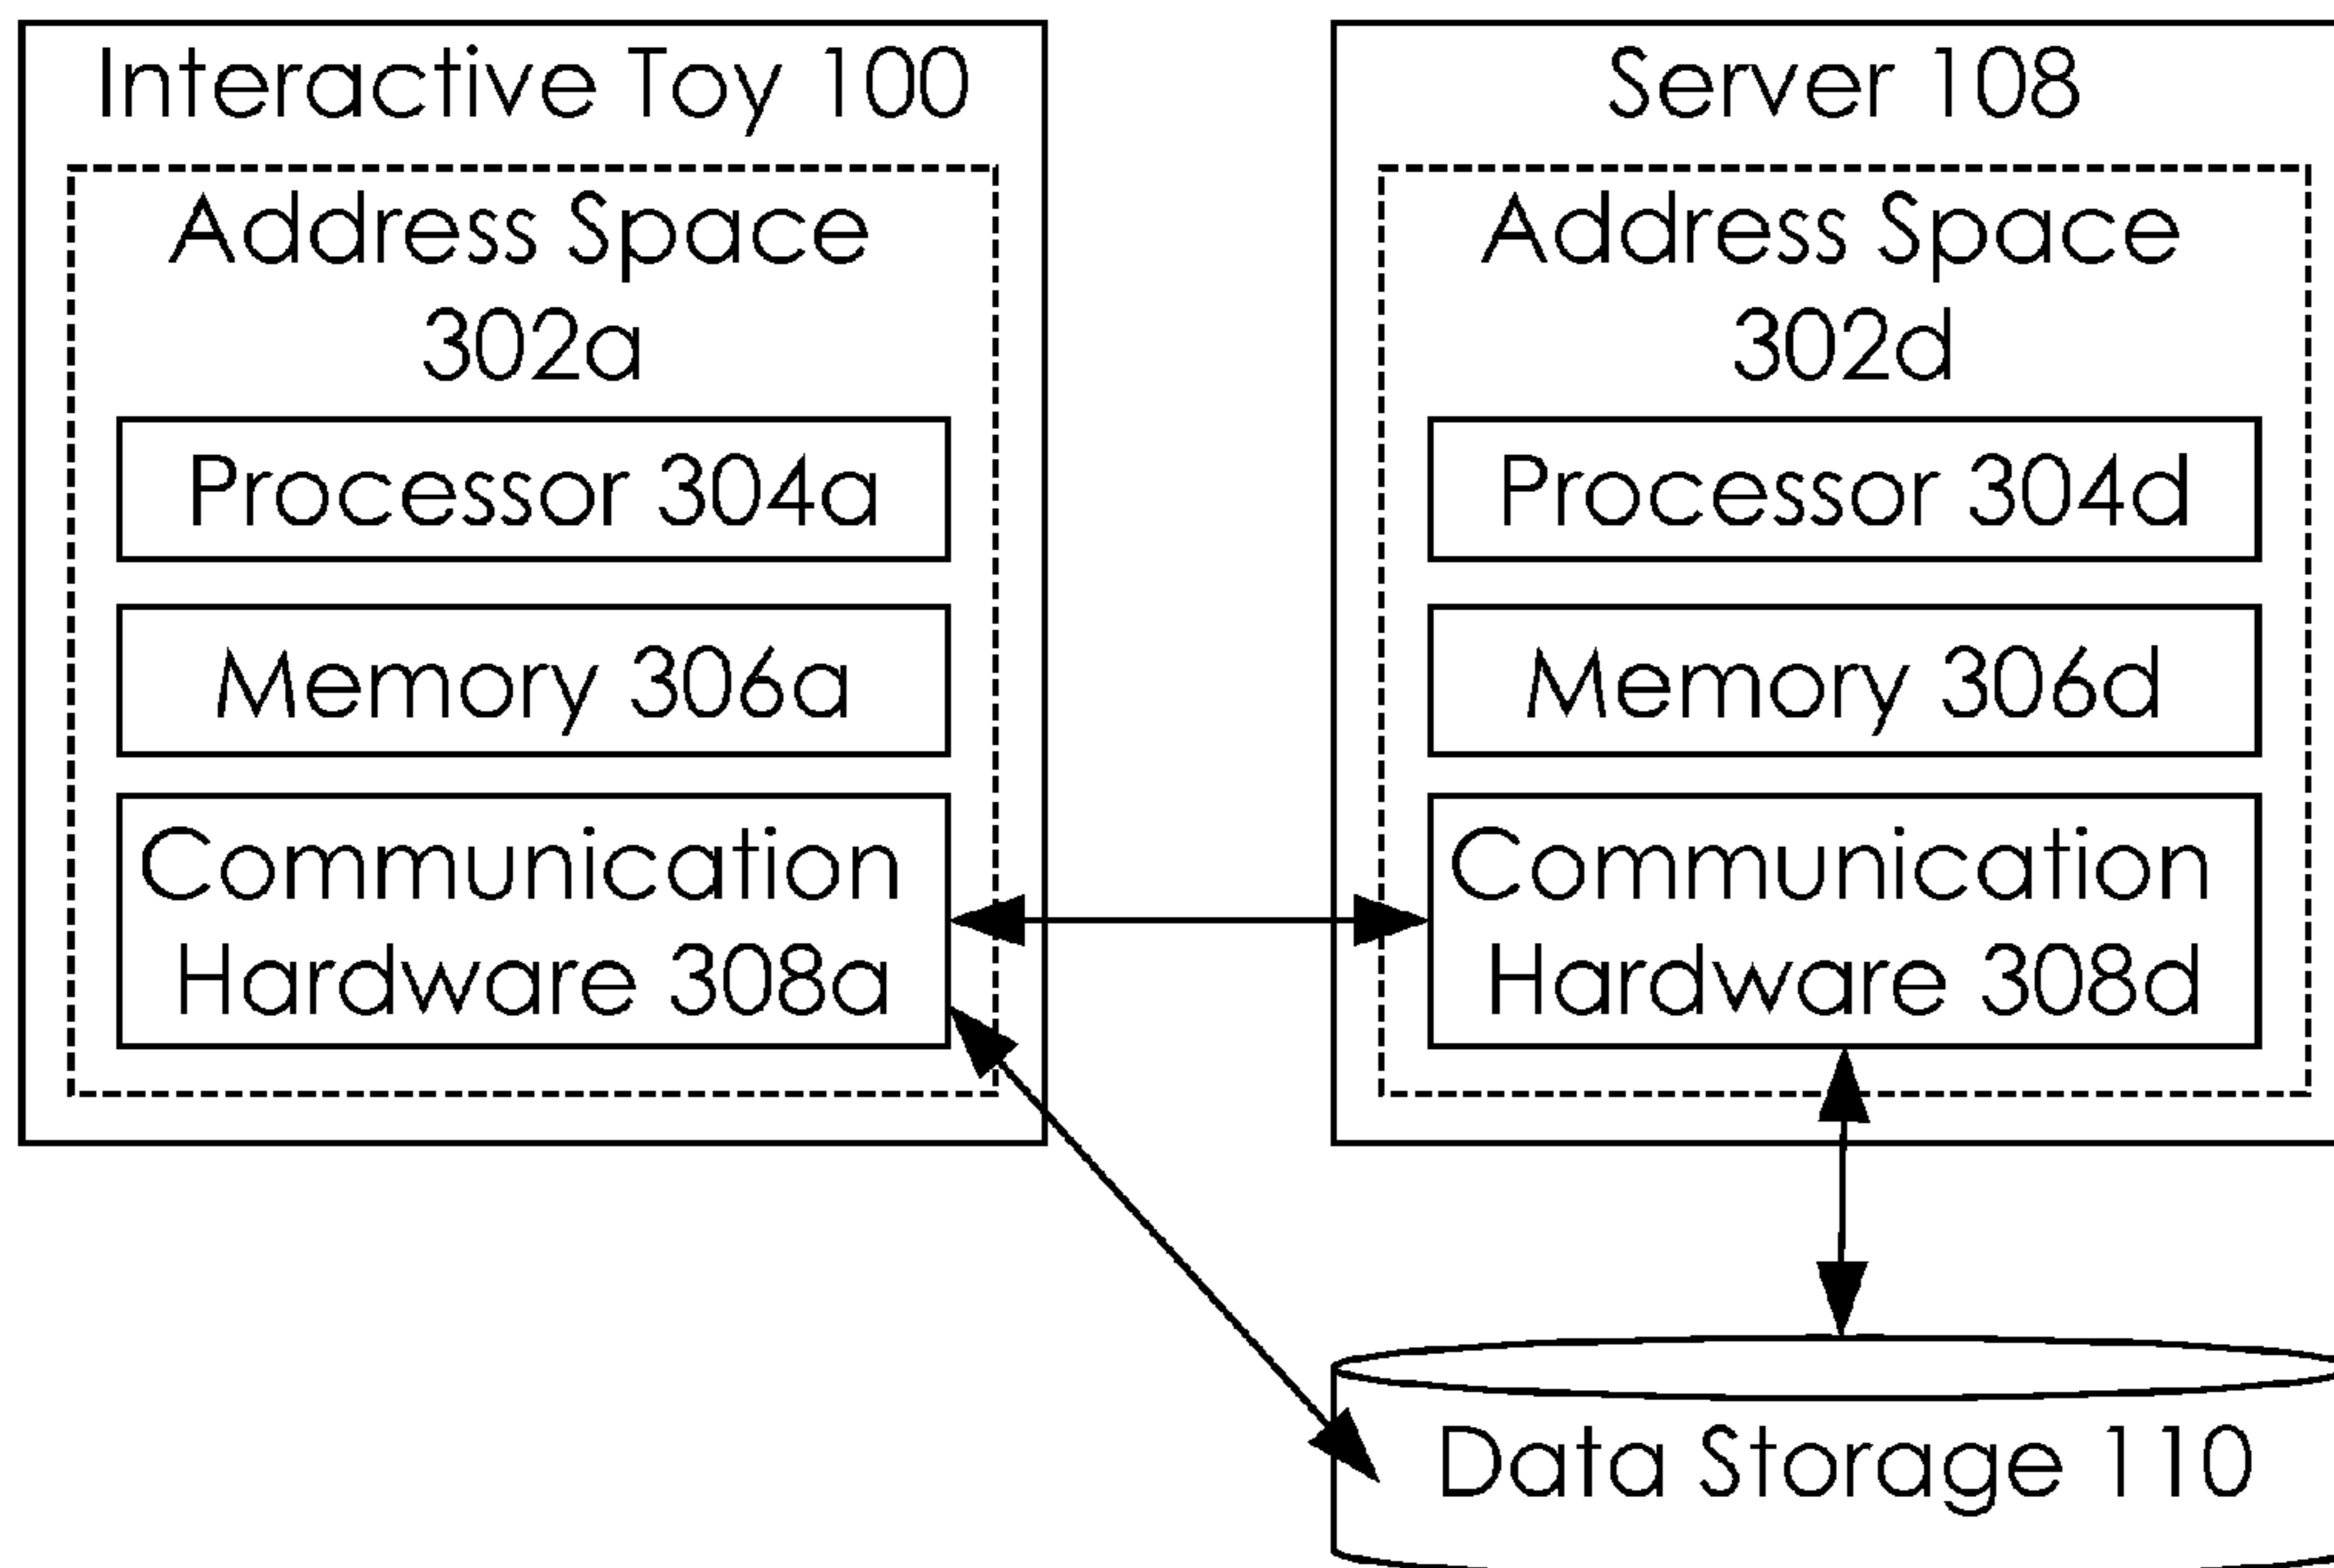 Interactive Toy 100
Address Space
302a
Processor 304a
Memory 306a
Communication
Hardware 308a
Server 108
Address Space
302d
Processor 304d
Memory 306d
Communication
Hardware 308d
Data Storage 110